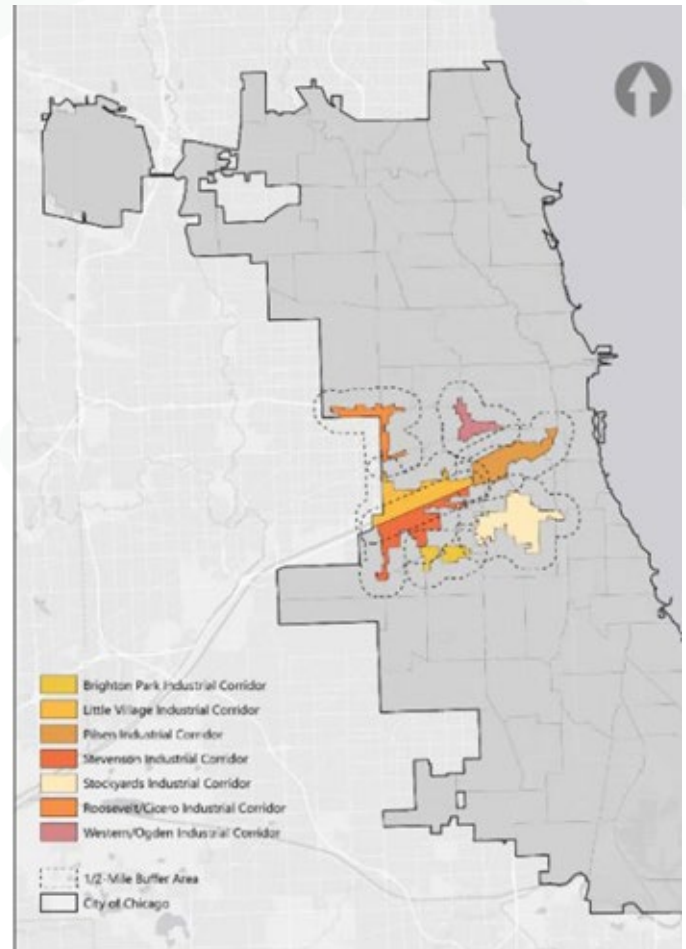 Brighton Park Industrial Corridor
Little Village Industrial Corridor
Pilsen Industrial Corridor
Stevenson Industrial Corridor
Stockyards Industrial Corridor
Roosevelt/Cicero Industrial Corridor
Western/Ogden Industrial Corridor
1/2-Mile Buffer Area
City of Chicago